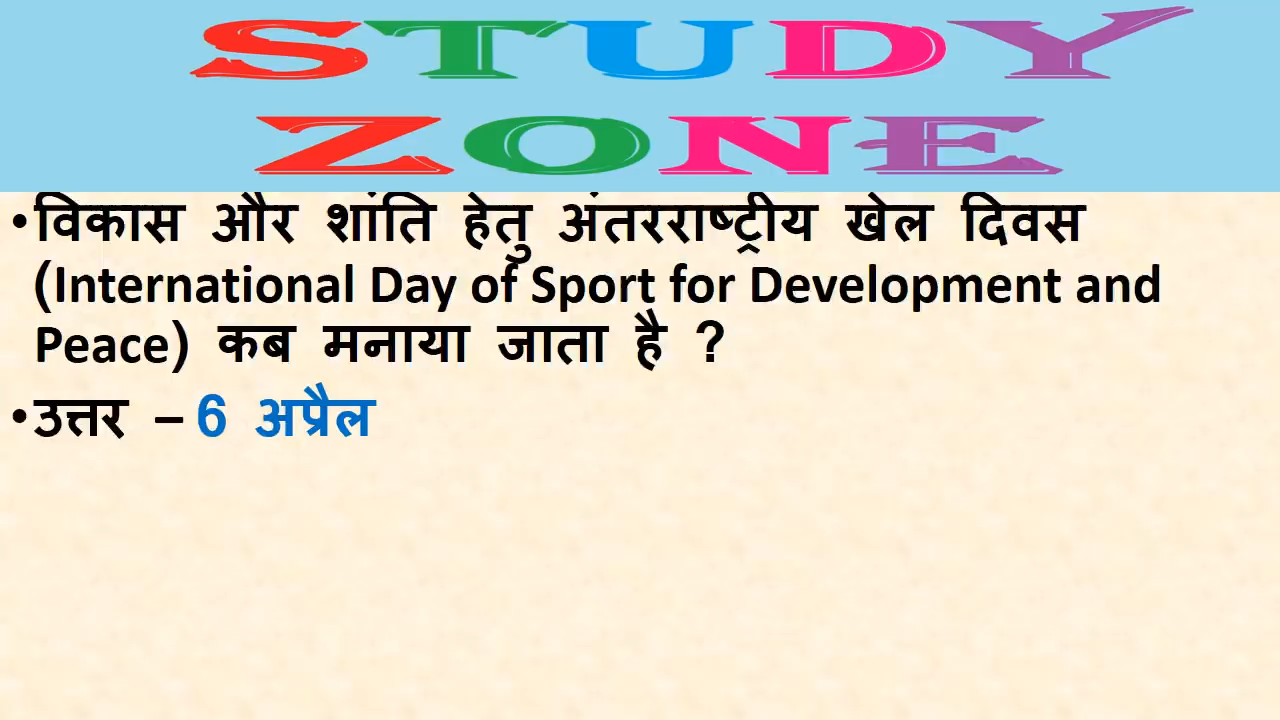 STUDY
ZONE
•विकास और शांति हेतु अंतरराष्ट्रीय खेल दिवस
(International Day of Sport for Development and
Peace) कब मनाया जाता है ?
•उत्तर – 6 अप्रैल